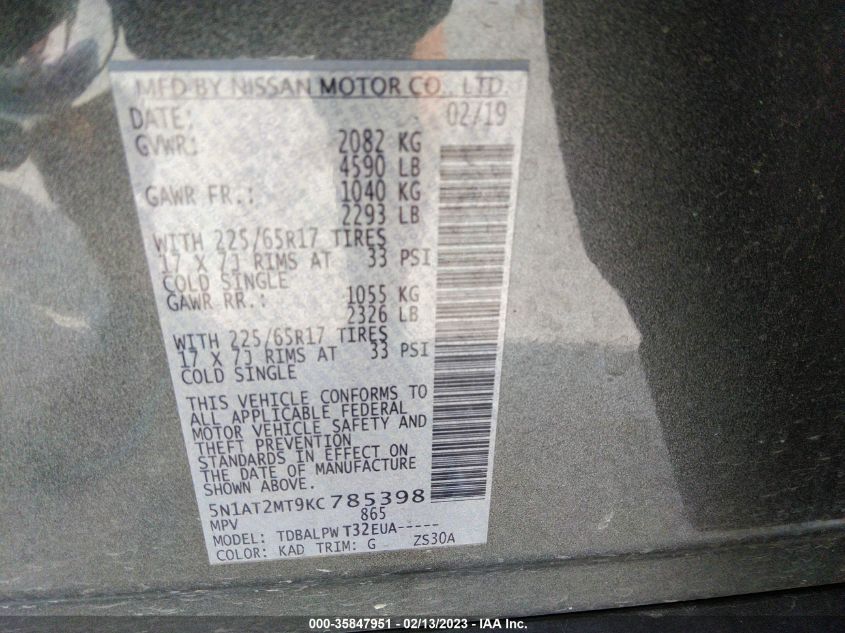 MFD BY NISSAN MOTOR CO., LTD.
DATE: 02/19
GVWR: 2082 KG
4590 LB
GAWR FR.: 1040 KG
2293 LB
WITH 225/65R17 TIRES
17 X 7J RIMS AT 33 PSI
COLD SINGLE
GAWR RR.: 1055 KG
2326 LB
WITH 225/65R17 TIRES
17 X 7J RIMS AT 33 PSI
COLD SINGLE
THIS VEHICLE CONFORMS TO
ALL APPLICABLE FEDERAL
MOTOR VEHICLE SAFETY AND
THEFT PREVENTION
STANDARDS IN EFFECT ON
THE DATE OF MANUFACTURE
SHOWN ABOVE.
5N1AT2MT9KC785398
MPV 865
MODEL: TDBALPW T32EUA-----
COLOR: KAD TRIM: G ZS30A
000-35847951 - 02/13/2023 - IAA Inc.